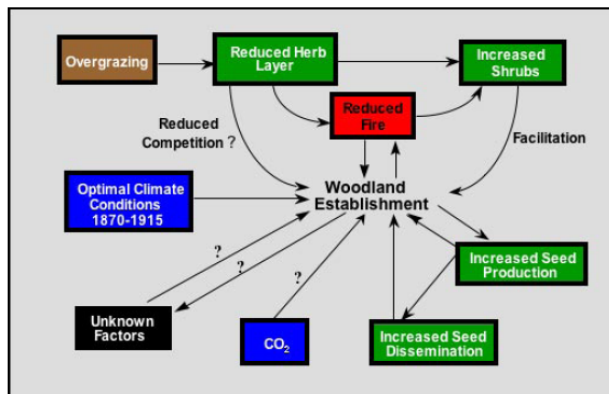 Overgrazing
Reduced Herb
Layer
Increased
Shrubs
Reduced
Fire
Reduced
Competition ?
Facilitation
Optimal Climate
Conditions
1870-1915
Woodland
Establishment
?
?
?
Increased Seed
Production
Unknown
Factors
CO₂
Increased Seed
Dissemination